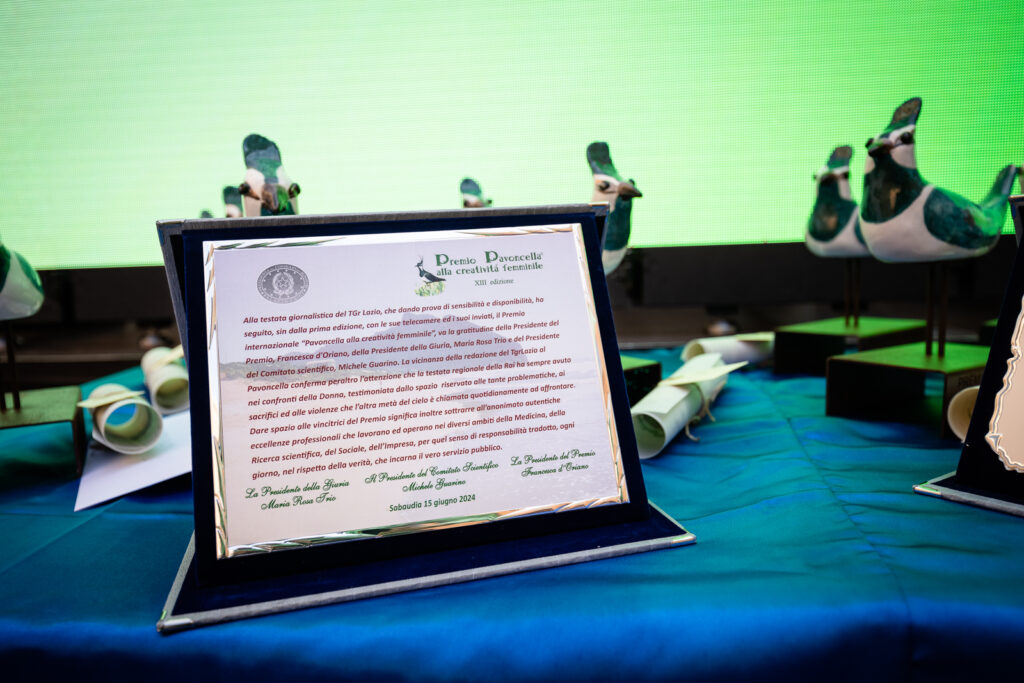 Premio Pavoncella
alla creatività femminile
XIII edizione
Alla testata giornalistica del TGr Lazio, che dando prova di sensibilità e disponibilità, ha
seguito, sin dalla prima edizione, con le sue telecamere ed i suoi inviati, il Premio
internazionale "Pavoncella alla creatività femminile", va la gratitudine della Presidente del
Premio, Francesca d'Oriano, della Presidente della Giuria, Maria Rosa Trio e del Presidente
del Comitato scientifico, Michele Guarino. La vicinanza della redazione del TgrLazio al
Pavoncella conferma peraltro l'attenzione che la testata regionale della Rai ha sempre avuto
nei confronti della Donna, testimoniata dallo spazio riservato alle tante problematiche, ai
sacrifici ed alle violenze che l'altra metà del cielo è chiamata quotidianamente ad affrontare.
Dare spazio alle vincitrici del Premio significa inoltre sottrarre all'anonimato autentiche
eccellenze professionali che lavorano ed operano nei diversi ambiti della Medicina, della
Ricerca scientifica, del Sociale, dell'Impresa, per quel senso di responsabilità tradotto, ogni
giorno, nel rispetto della verità, che incarna il vero servizio pubblico.
La Presidente della Giuria Il Presidente del Comitato Scientifico La Presidente del Premio
Maria Rosa Trio Michele Guarino Francesca d'Oriano
Sabaudia 15 giugno 2024